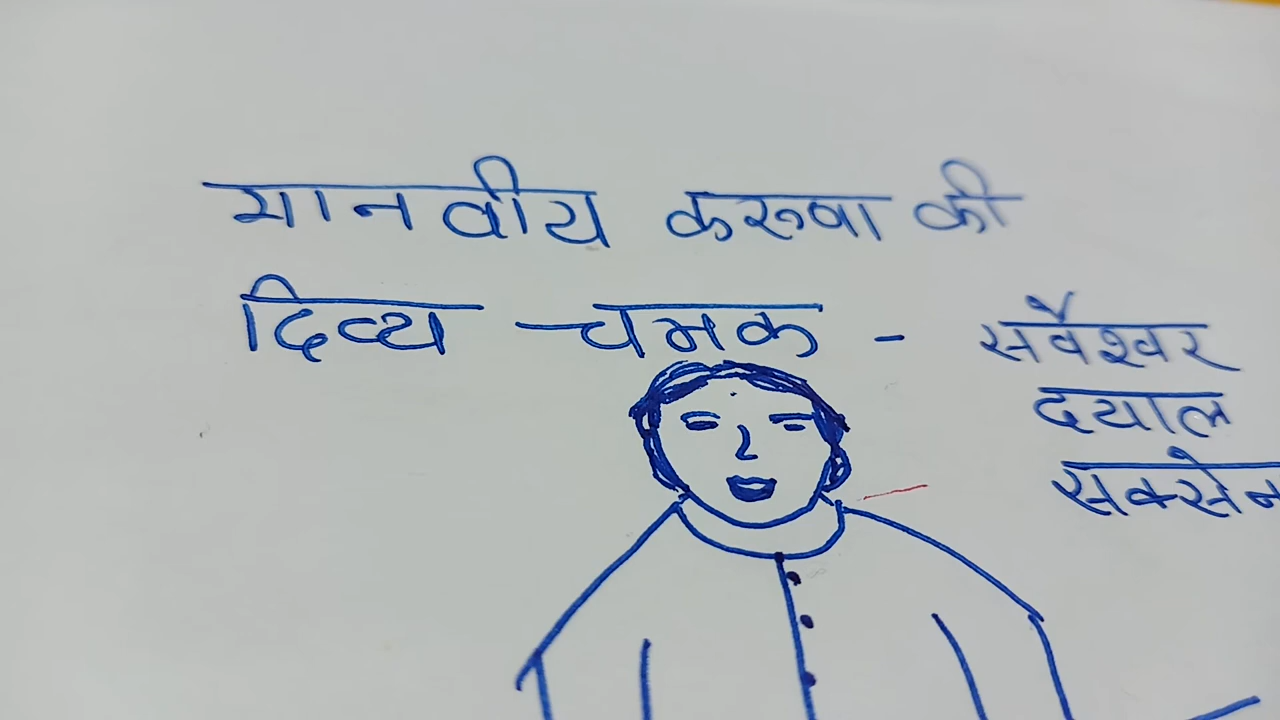 मानवीय करुणा की
दिव्य चमक - सर्वेश्वर
दयाल
सक्सेन